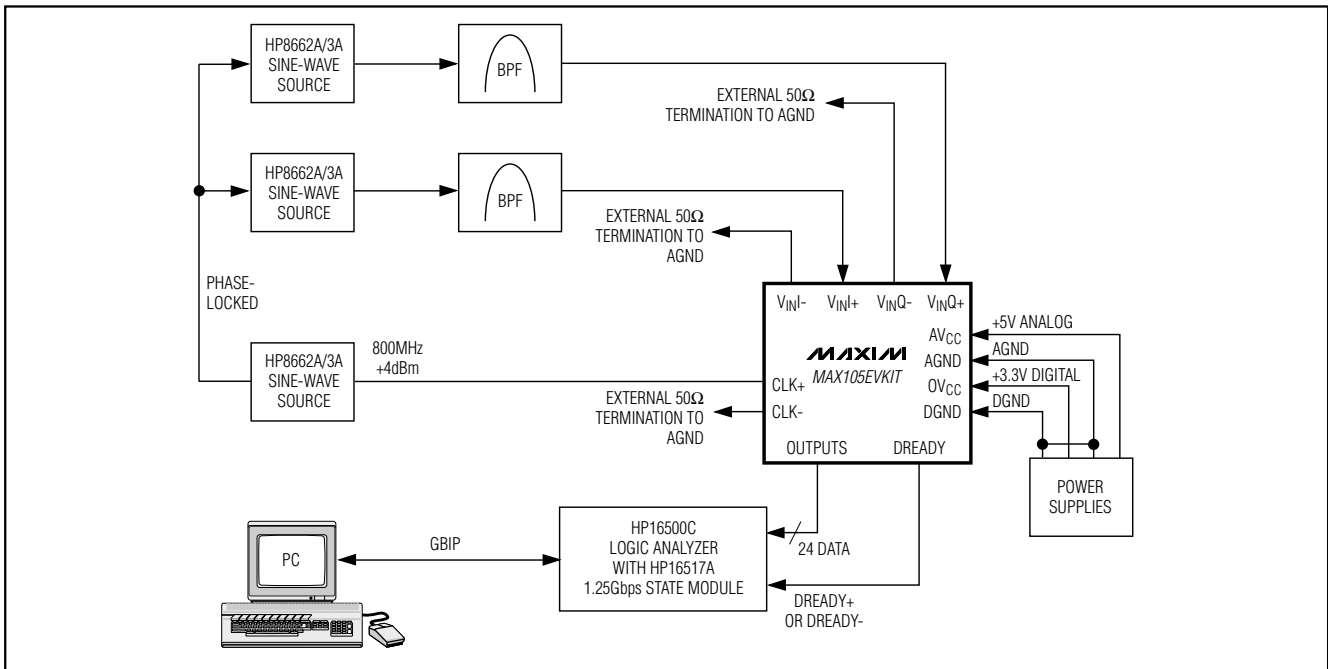 HP8662A/3A
SINE-WAVE
SOURCE
BPF
EXTERNAL 50Ω
TERMINATION TO AGND
HP8662A/3A
SINE-WAVE
SOURCE
BPF
EXTERNAL 50Ω
TERMINATION TO
AGND
PHASE-
LOCKED
VINI- VINI+ VINQ- VINQ+
MAXIM
MAX105EVKIT
AVCC
AGND
OVCC
DGND
+5V ANALOG
AGND
+3.3V DIGITAL
DGND
HP8662A/3A
SINE-WAVE
SOURCE
800MHz
+4dBm
CLK+
CLK-
EXTERNAL 50Ω
TERMINATION TO
AGND
OUTPUTS DREADY
POWER
SUPPLIES
PC
GBIP
HP16500C
LOGIC ANALYZER
WITH HP16517A
1.25Gbps STATE MODULE
24 DATA
DREADY+
OR DREADY-